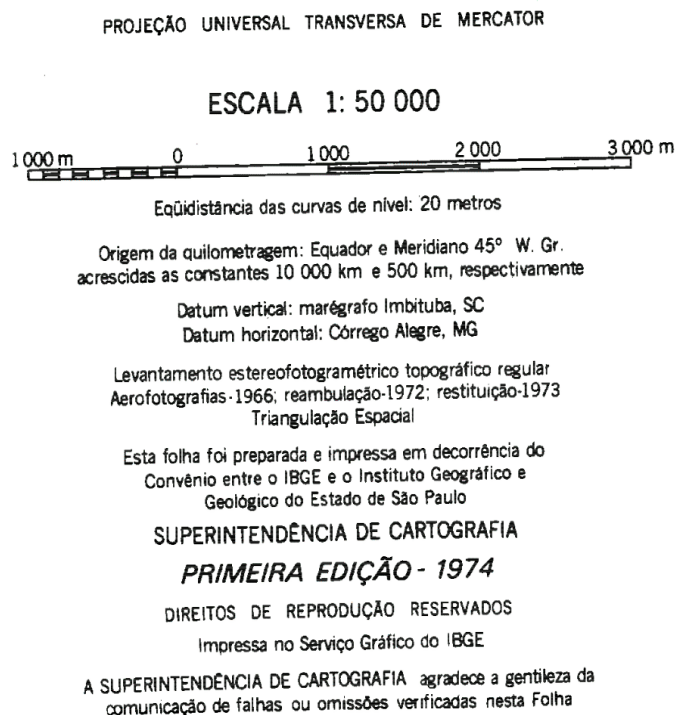 PROJEÇÃO UNIVERSAL TRANSVERSA DE MERCATOR
ESCALA 1: 50 000
1 000 m 0 1 000 2 000 3 000 m
Eqüidistância das curvas de nível: 20 metros
Origem da quilometragem: Equador e Meridiano 45º W. Gr.
acrescidas as constantes 10 000 km e 500 km, respectivamente
Datum vertical: marégrafo Imbituba, SC
Datum horizontal: Córrego Alegre, MG
Levantamento estereofotogramétrico topográfico regular
Aerofotografias-1966; reambulação-1972; restituição-1973
Triangulação Espacial
Esta folha foi preparada e impressa em decorrência do
Convênio entre o IBGE e o Instituto Geográfico e
Geológico do Estado de São Paulo
SUPERINTENDÊNCIA DE CARTOGRAFIA
PRIMEIRA EDIÇÃO - 1974
DIREITOS DE REPRODUÇÃO RESERVADOS
Impressa no Serviço Gráfico do IBGE
A SUPERINTENDÊNCIA DE CARTOGRAFIA agradece a gentileza da
comunicação de falhas ou omissões verificadas nesta Folha